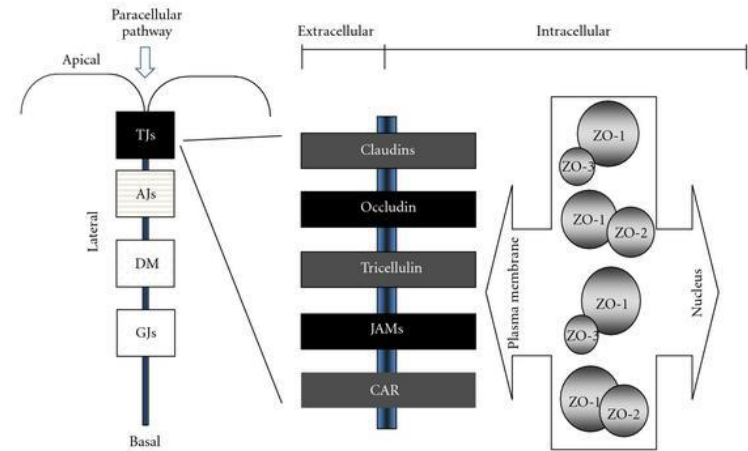 Paracellular
pathway
Apical
TJs
AJs
DM
GJs
Lateral
Basal
Extracellular
Intracellular
Claudins
Occludin
Tricellulin
JAMs
CAR
Plasma membrane
ZO-1
ZO-3
ZO-1
ZO-2
ZO-1
ZO-3
ZO-1
ZO-2
Nucleus